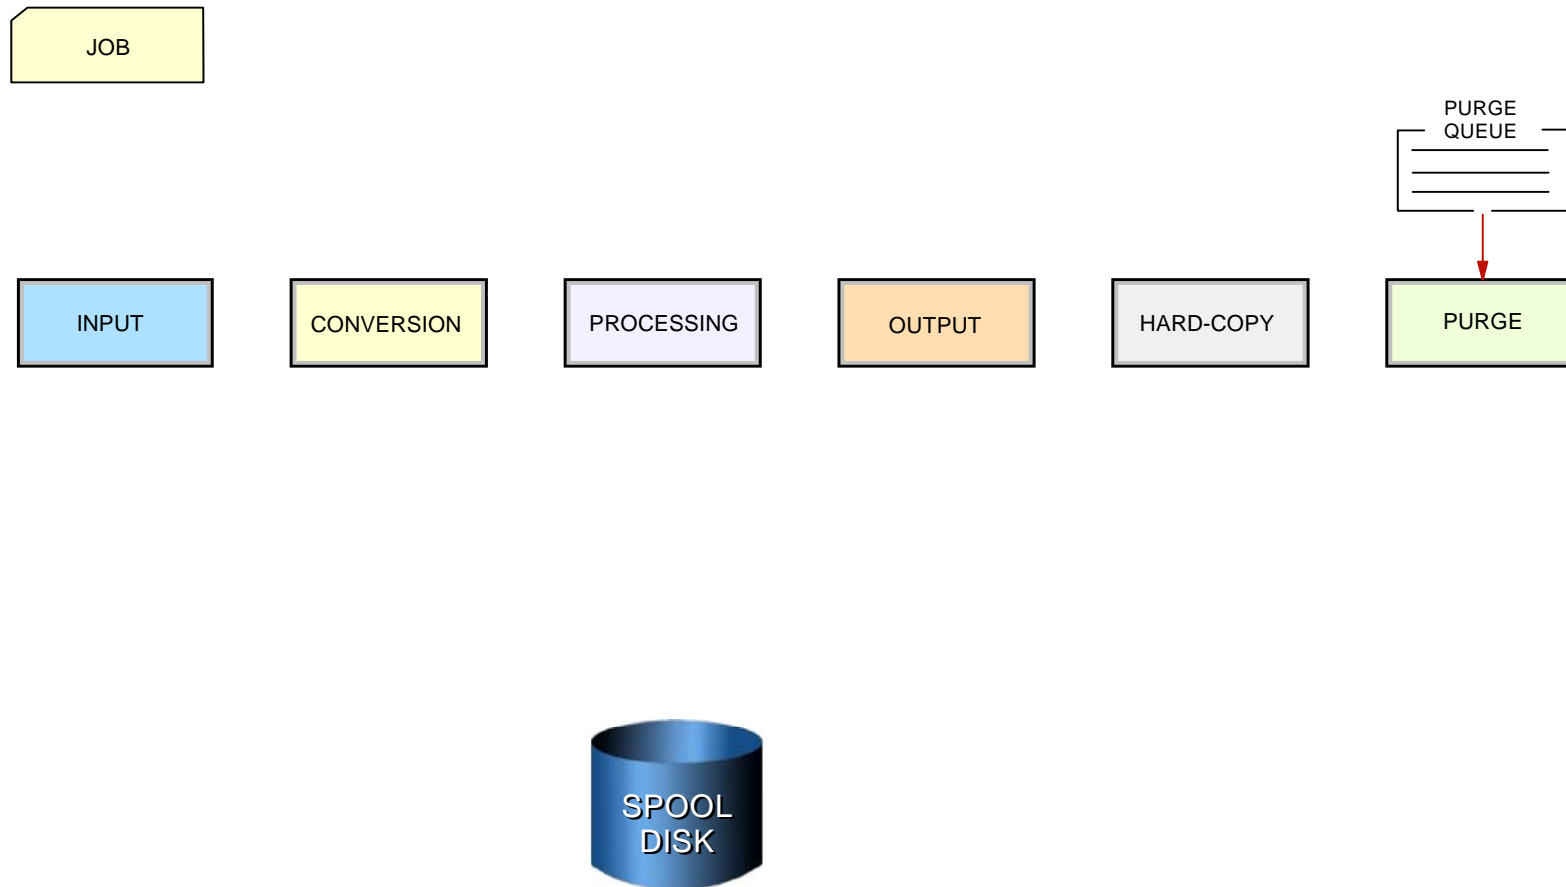 JOB
PURGE
QUEUE
INPUT
CONVERSION
PROCESSING
OUTPUT
HARD-COPY
PURGE
SPOOL
DISK